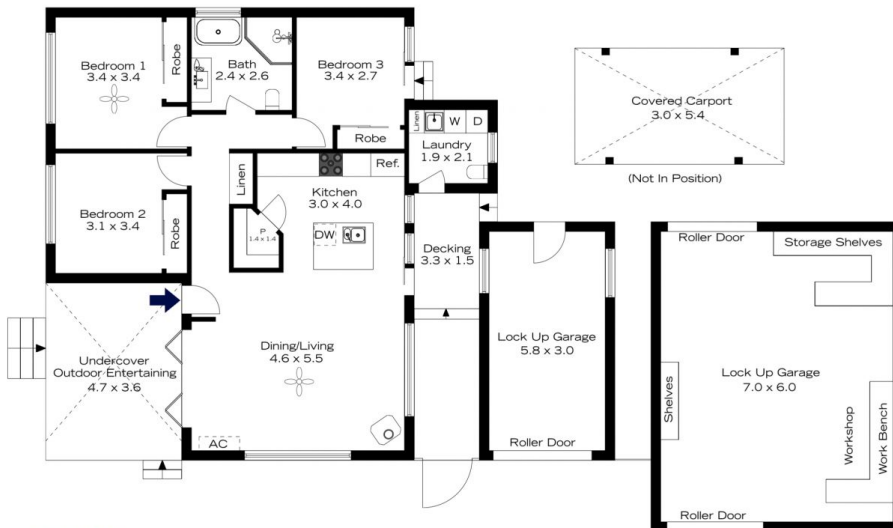 Bedroom 1
3.4 x 3.4
Robe
Bath
2.4 x 2.6
Bedroom 3
3.4 x 2.7
Robe
Linen
W
D
Laundry
1.9 x 2.1
Covered Carport
3.0 x 5.4
(Not In Position)
Bedroom 2
3.1 x 3.4
Robe
Linen
Kitchen
3.0 x 4.0
Ref.
P
1.4 x 1.4
DW
Decking
3.3 x 1.5
Undercover
Outdoor Entertaining
4.7 x 3.6
Dining/Living
4.6 x 5.5
AC
Lock Up Garage
5.8 x 3.0
Roller Door
Roller Door
Storage Shelves
Shelves
Lock Up Garage
7.0 x 6.0
Workshop
Work Bench
Roller Door